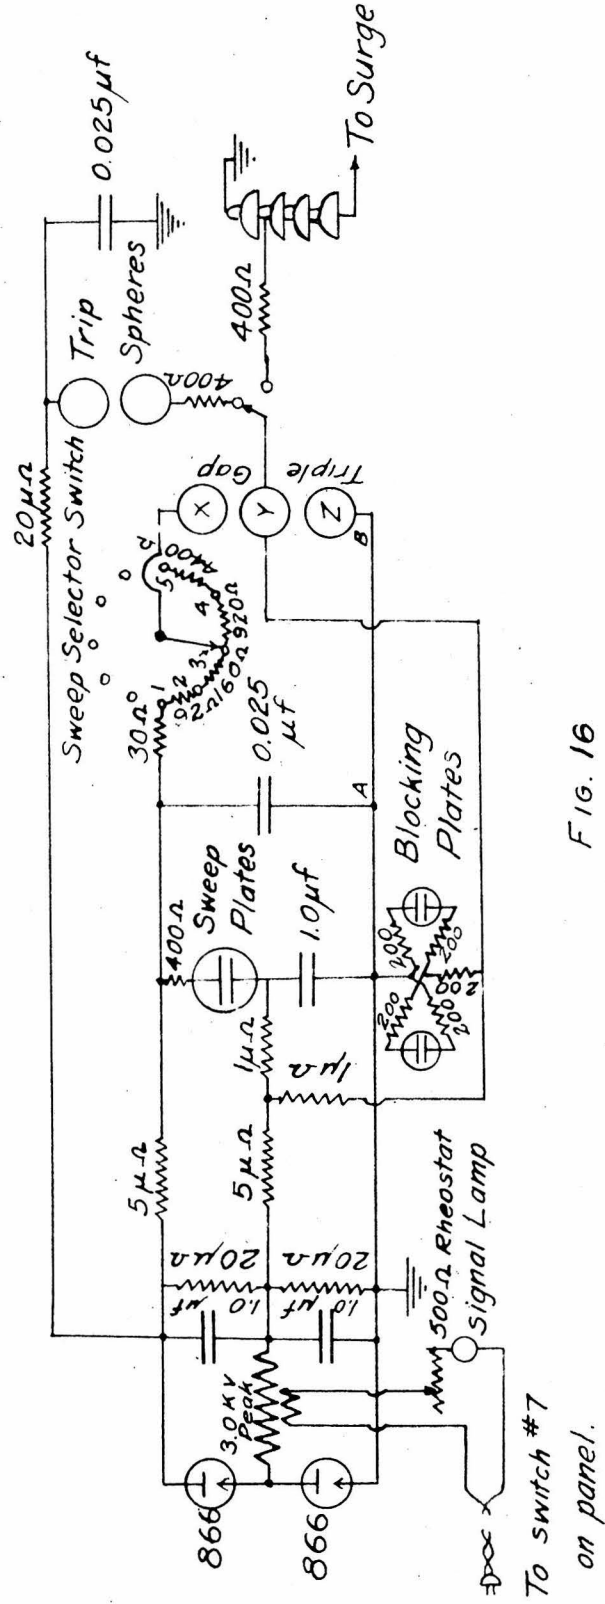 To switch #7
on panel.
866
866
3.0 KV
Peak
1.0
μf
1.0
μf
20μΩ
20μΩ
500Ω Rheostat
Signal Lamp
5μΩ
5μΩ
1μΩ
1μΩ
400Ω
Sweep
Plates
1.0μf
200
200
200
200
200
Blocking
Plates
0.025
μf
A
B
30Ω
1
2
3
4
5
92Ω
160Ω
920Ω
4400
Sweep Selector Switch
20μΩ
X
Y
Z
Triple Gap
Trip
Spheres
400Ω
400Ω
0.025μf
To Surge
FIG. 16